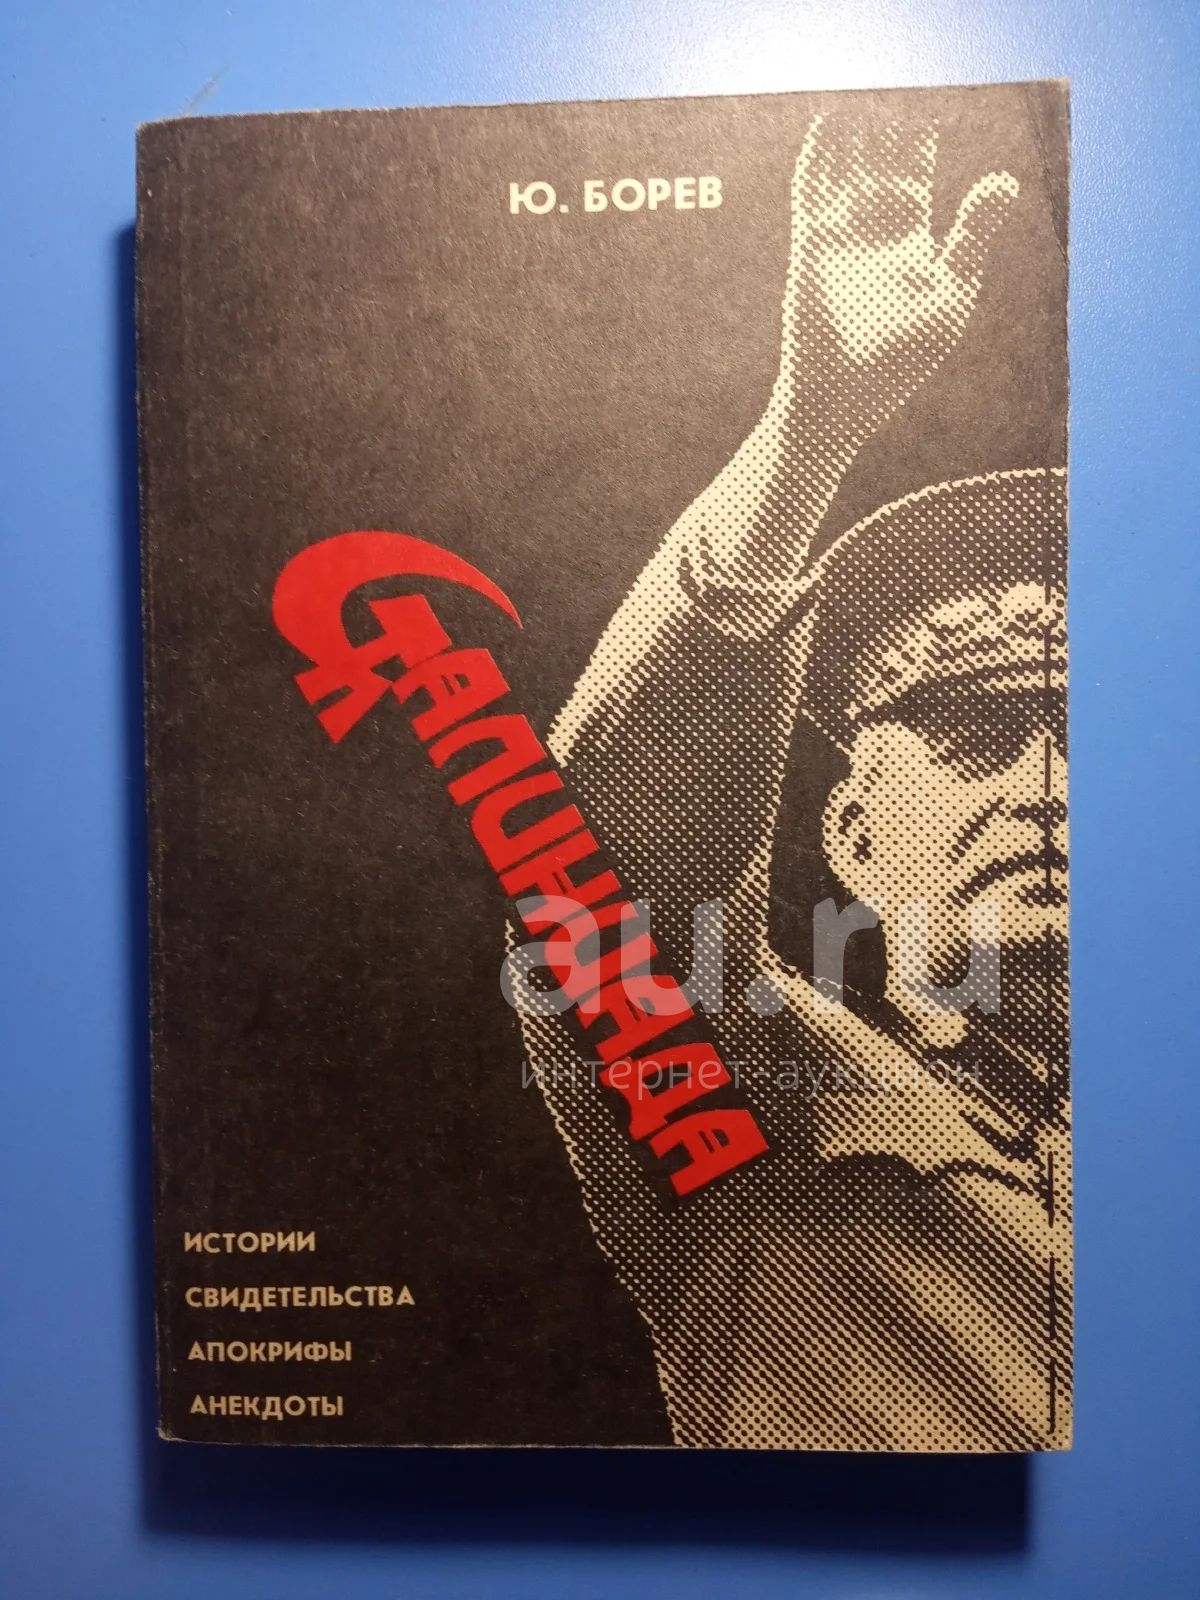 Ю. БОРЕВ
СТАЛИНИАДА
au.ru
интернет-аукцион
ИСТОРИИ
СВИДЕТЕЛЬСТВА
АПОКРИФЫ
АНЕКДОТЫ